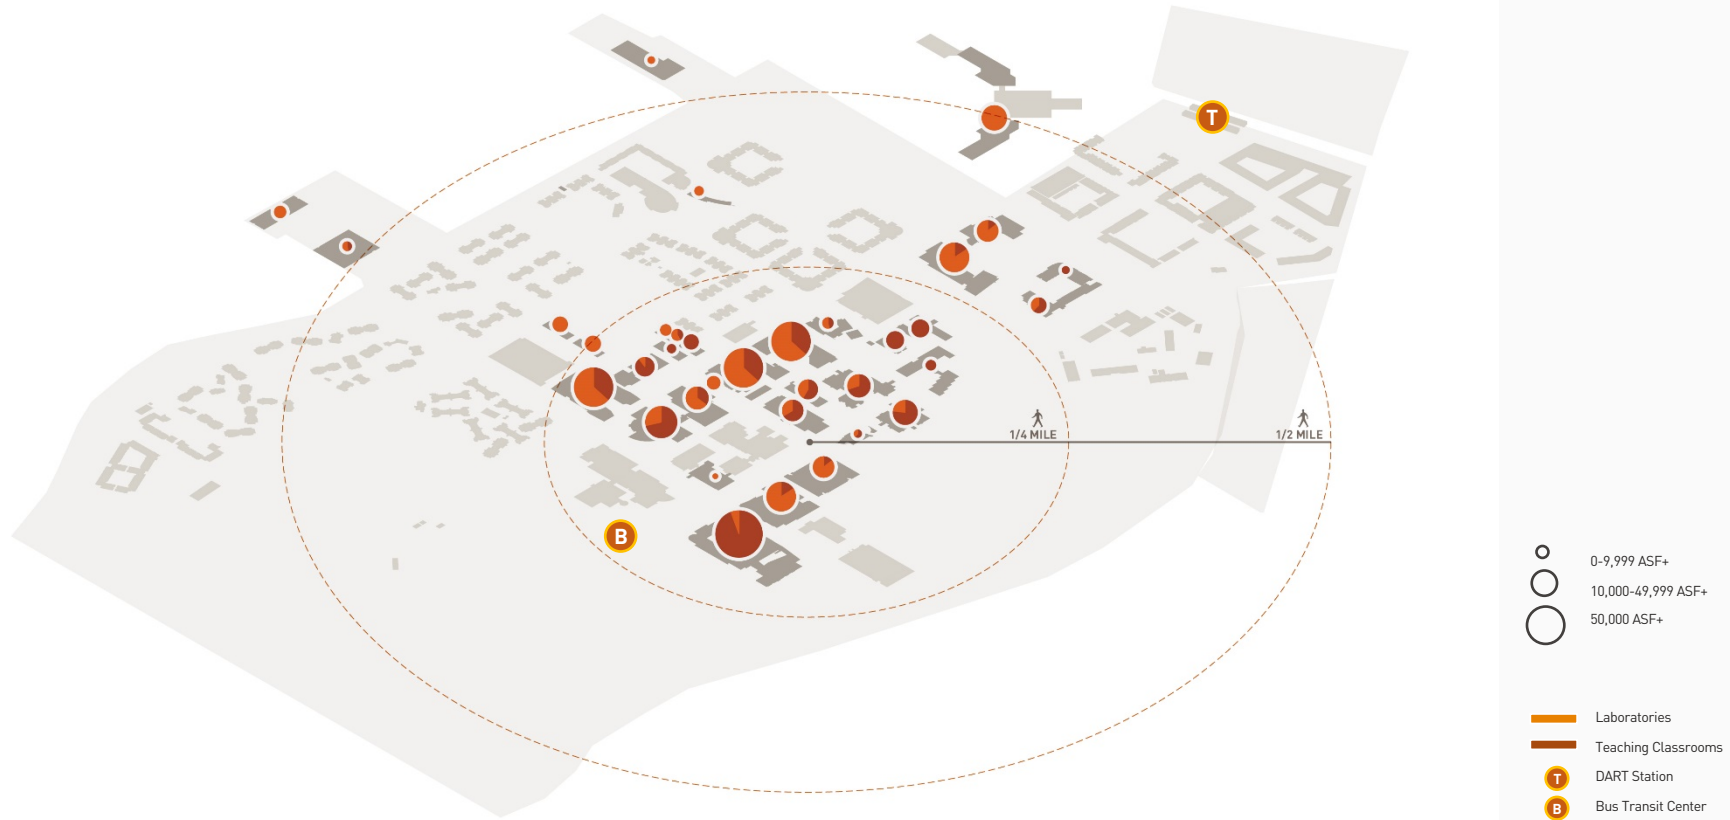 T
1/4 MILE
1/2 MILE
B
0-9,999 ASF+
10,000-49,999 ASF+
50,000 ASF+
Laboratories
Teaching Classrooms
T DART Station
B Bus Transit Center